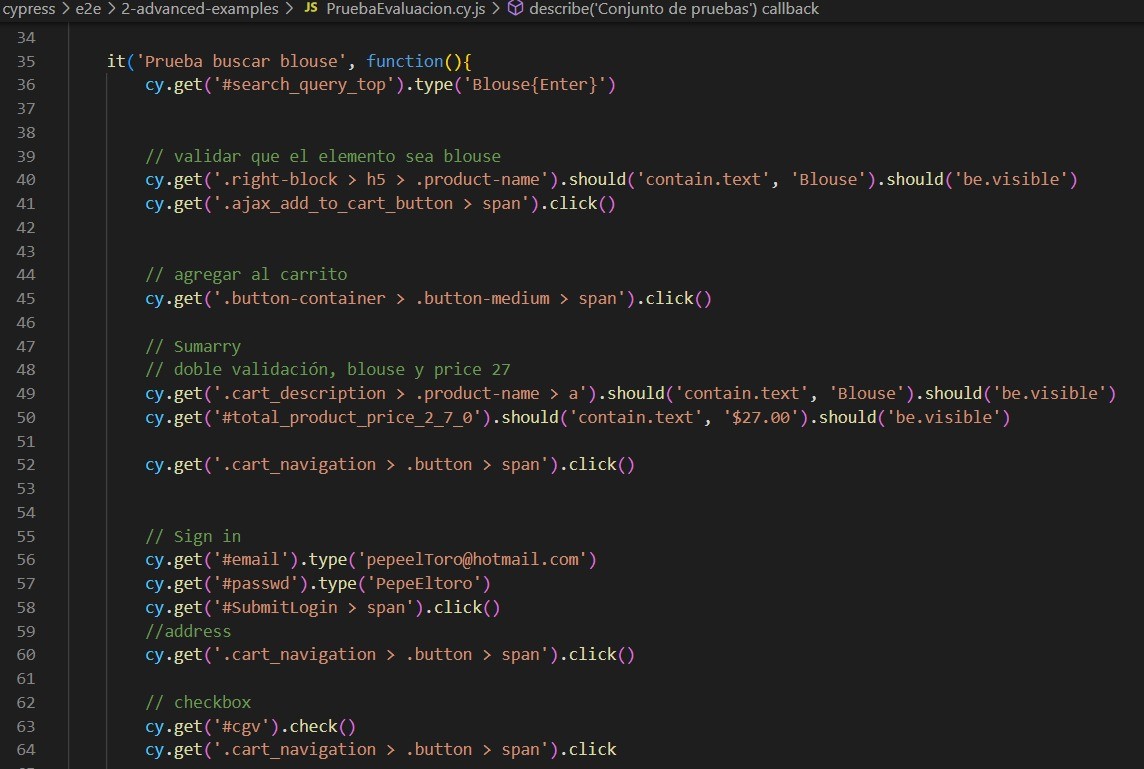 cypress > e2e > 2-advanced-examples > JS PruebaEvaluacion.cy.js > describe('Conjunto de pruebas') callback
34
35 it('Prueba buscar blouse', function(){
36 cy.get('#search_query_top').type('Blouse{Enter}')
37
38
39 // validar que el elemento sea blouse
40 cy.get('.right-block > h5 > .product-name').should('contain.text', 'Blouse').should('be.visible')
41 cy.get('.ajax_add_to_cart_button > span').click()
42
43
44 // agregar al carrito
45 cy.get('.button-container > .button-medium > span').click()
46
47 // Sumarry
48 // doble validación, blouse y price 27
49 cy.get('.cart_description > .product-name > a').should('contain.text', 'Blouse').should('be.visible')
50 cy.get('#total_product_price_2_7_0').should('contain.text', '$27.00').should('be.visible')
51
52 cy.get('.cart_navigation > .button > span').click()
53
54
55 // Sign in
56 cy.get('#email').type('pepeelToro@hotmail.com')
57 cy.get('#passwd').type('PepeEltoro')
58 cy.get('#SubmitLogin > span').click()
59 //address
60 cy.get('.cart_navigation > .button > span').click()
61
62 // checkbox
63 cy.get('#cgv').check()
64 cy.get('.cart_navigation > .button > span').click